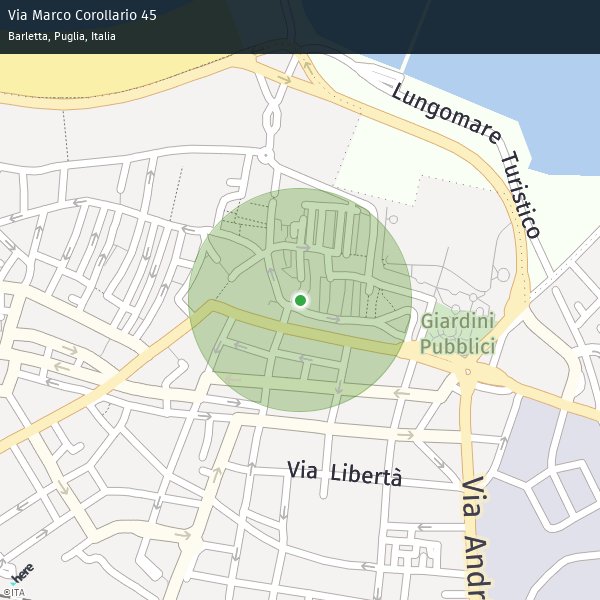 Via Marco Corollario 45
Barletta, Puglia, Italia
Lungomare Turistico
Giardini
Pubblici
Via Libertà
Via Andr
here
©ITA